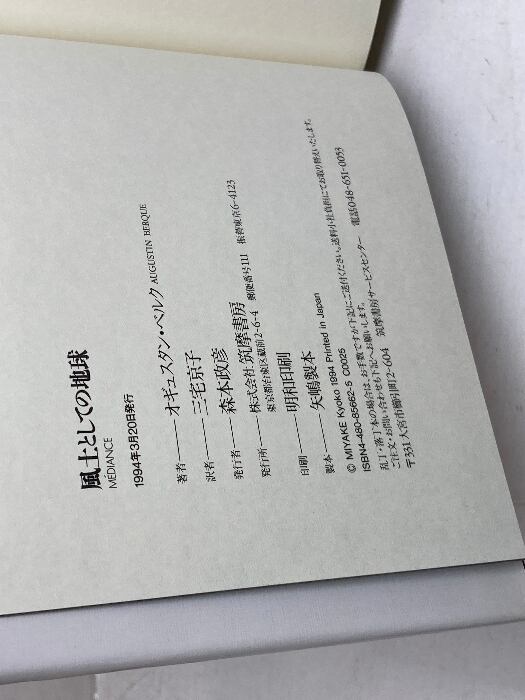 風土としての地球
MÉDIANCE
1994年3月20日発行
著者───オギュスタン・ベルク AUGUSTIN BERQUE
訳者───三宅京子
発行者───森本政彦
発行所───株式会社 筑摩書房
東京都台東区蔵前2-6-4 郵便番号111 振替東京6-4123
印刷───明和印刷
製本───矢嶋製本
© MIYAKE Kyoko 1994 Printed in Japan
ISBN4-480-85662-5 C0025
乱丁・落丁本の場合は、お手数ですが下記にご送付ください。送料小社負担にてお取り替えいたします。
ご注文・お問い合わせも下記へお願いします。
〒331大宮市櫛引町2-604 筑摩書房サービスセンター 電話048-651-0053